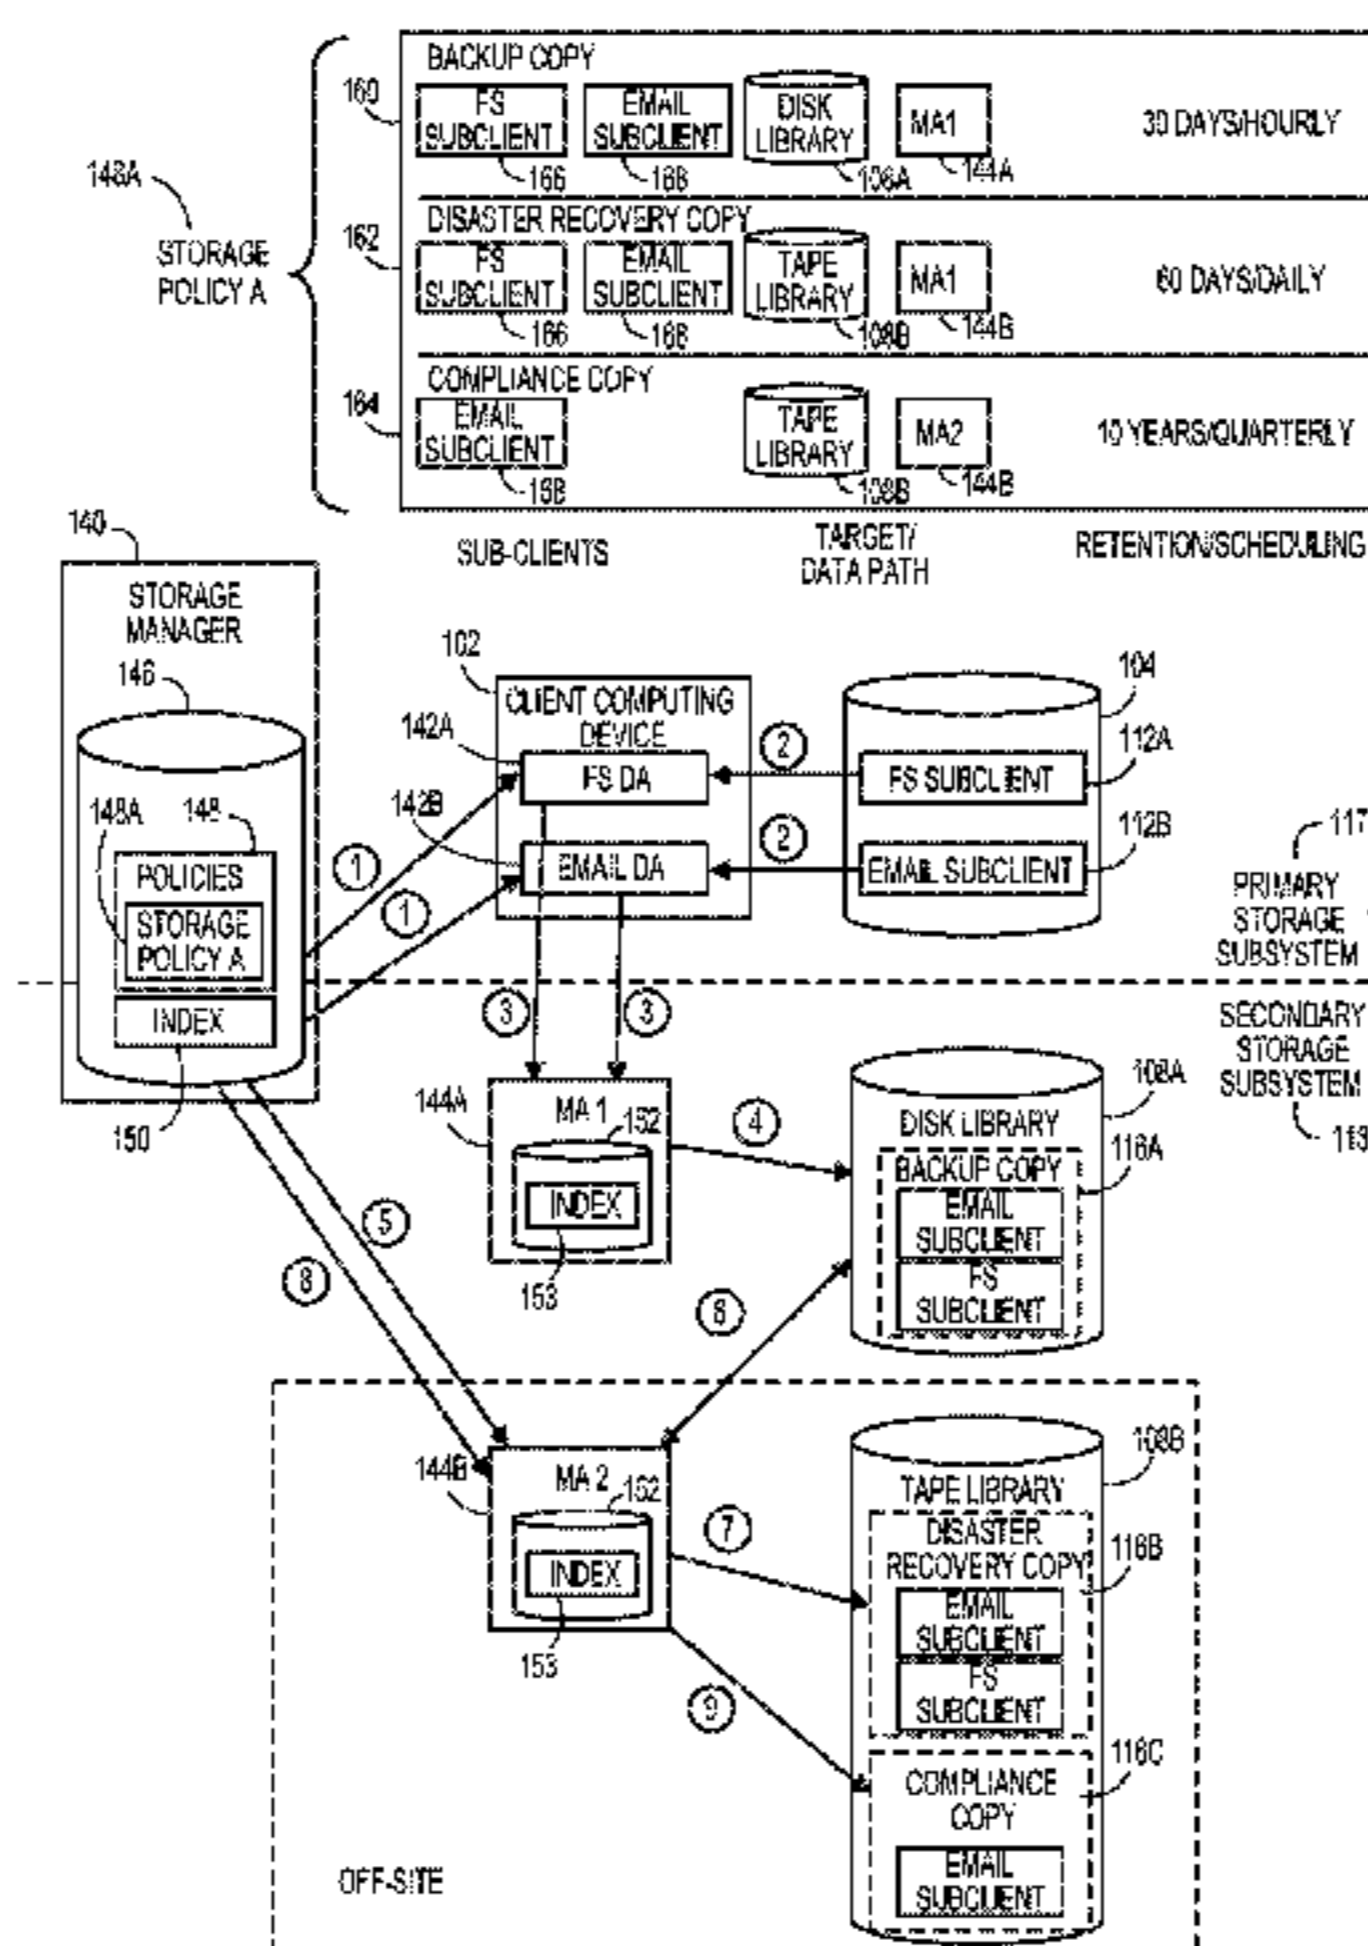 BACKUP COPY
160
FS
SUBCLIENT
EMAIL
SUBCLIENT
DISK
LIBRARY
MA1
30 DAYS/HOURLY
166
168
108A
144A
148A
STORAGE
POLICY A
DISASTER RECOVERY COPY
162
FS
SUBCLIENT
EMAIL
SUBCLIENT
TAPE
LIBRARY
MA1
60 DAYS/DAILY
166
168
108B
144B
COMPLIANCE COPY
164
EMAIL
SUBCLIENT
TAPE
LIBRARY
MA2
10 YEARS/QUARTERLY
168
108B
144B
SUB-CLIENTS
TARGET/
DATA PATH
RETENTION/SCHEDULING
140
STORAGE
MANAGER
146
148A
148
POLICIES
STORAGE
POLICY A
INDEX
150
102
CLIENT COMPUTING
DEVICE
142A
FS DA
142B
EMAIL DA
104
112A
FS SUBCLIENT
112B
EMAIL SUBCLIENT
1
1
2
2
3
3
117
PRIMARY
STORAGE
SUBSYSTEM
SECONDARY
STORAGE
SUBSYSTEM
118
144A
MA 1
152
INDEX
153
4
108A
DISK LIBRARY
116A
BACKUP COPY
EMAIL
SUBCLIENT
FS
SUBCLIENT
5
8
6
144B
MA 2
152
INDEX
153
7
9
108B
TAPE LIBRARY
DISASTER
RECOVERY COPY
116B
EMAIL
SUBCLIENT
FS
SUBCLIENT
116C
COMPLIANCE
COPY
EMAIL
SUBCLIENT
OFF-SITE